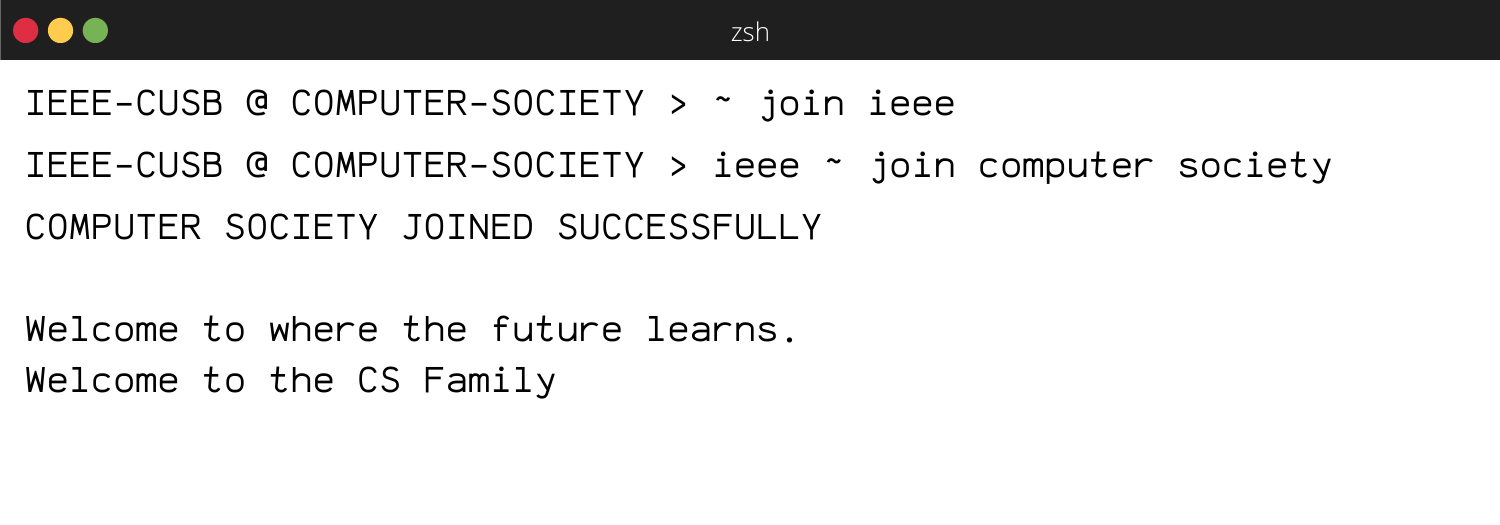 zsh
IEEE-CUSB @ COMPUTER-SOCIETY > ~ join ieee
IEEE-CUSB @ COMPUTER-SOCIETY > ieee ~ join computer society
COMPUTER SOCIETY JOINED SUCCESSFULLY
Welcome to where the future learns.
Welcome to the CS Family